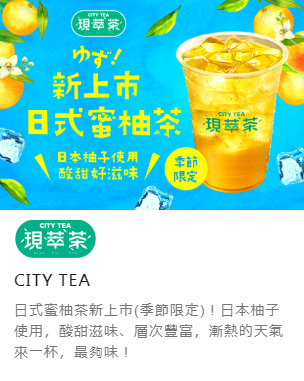 CITY TEA
現萃茶
ゆず!
新上市
日式蜜柚茶
日本柚子使用
酸甜好滋味
季節
限定
CITY TEA
現萃茶
CITY TEA
現萃茶
CITY TEA
日式蜜柚茶新上市(季節限定)！日本柚子
使用，酸甜滋味、層次豐富，漸熱的天氣
來一杯，最夠味！